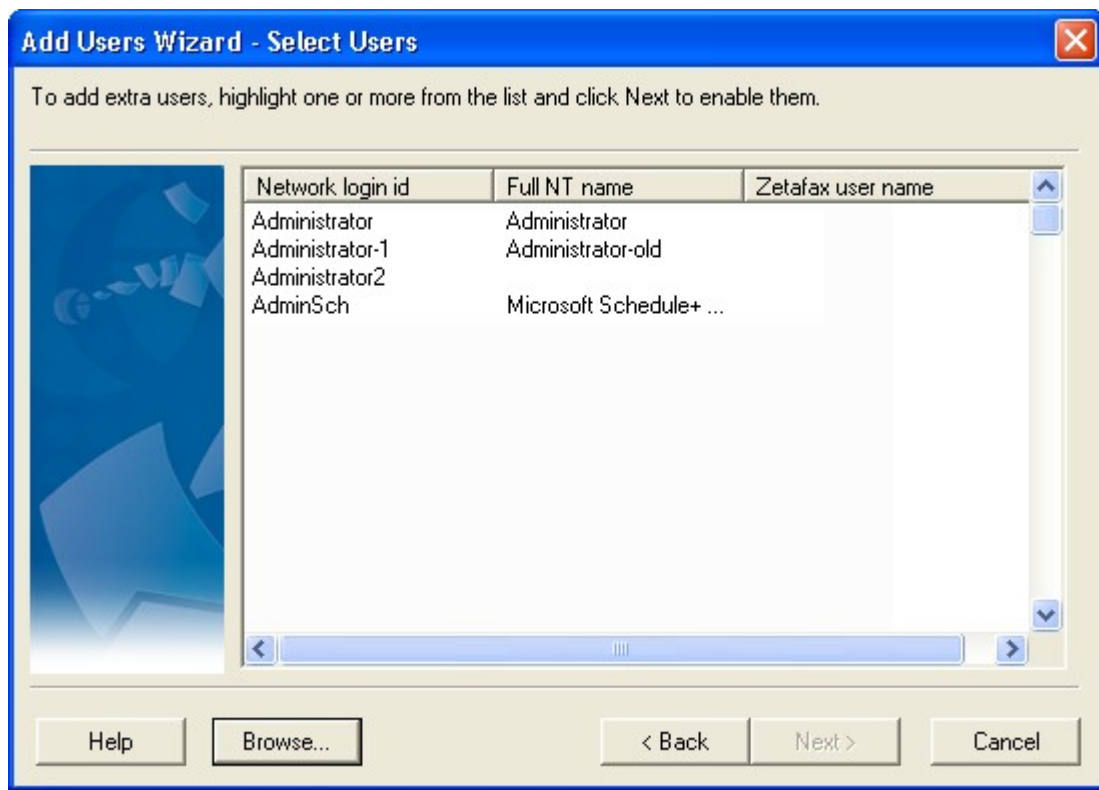 Add Users Wizard - Select Users
To add extra users, highlight one or more from the list and click Next to enable them.
Network login id Full NT name Zetafax user name
Administrator Administrator
Administrator-1 Administrator-old
Administrator2
AdminSch Microsoft Schedule+ ...
Help Browse... < Back Next > Cancel